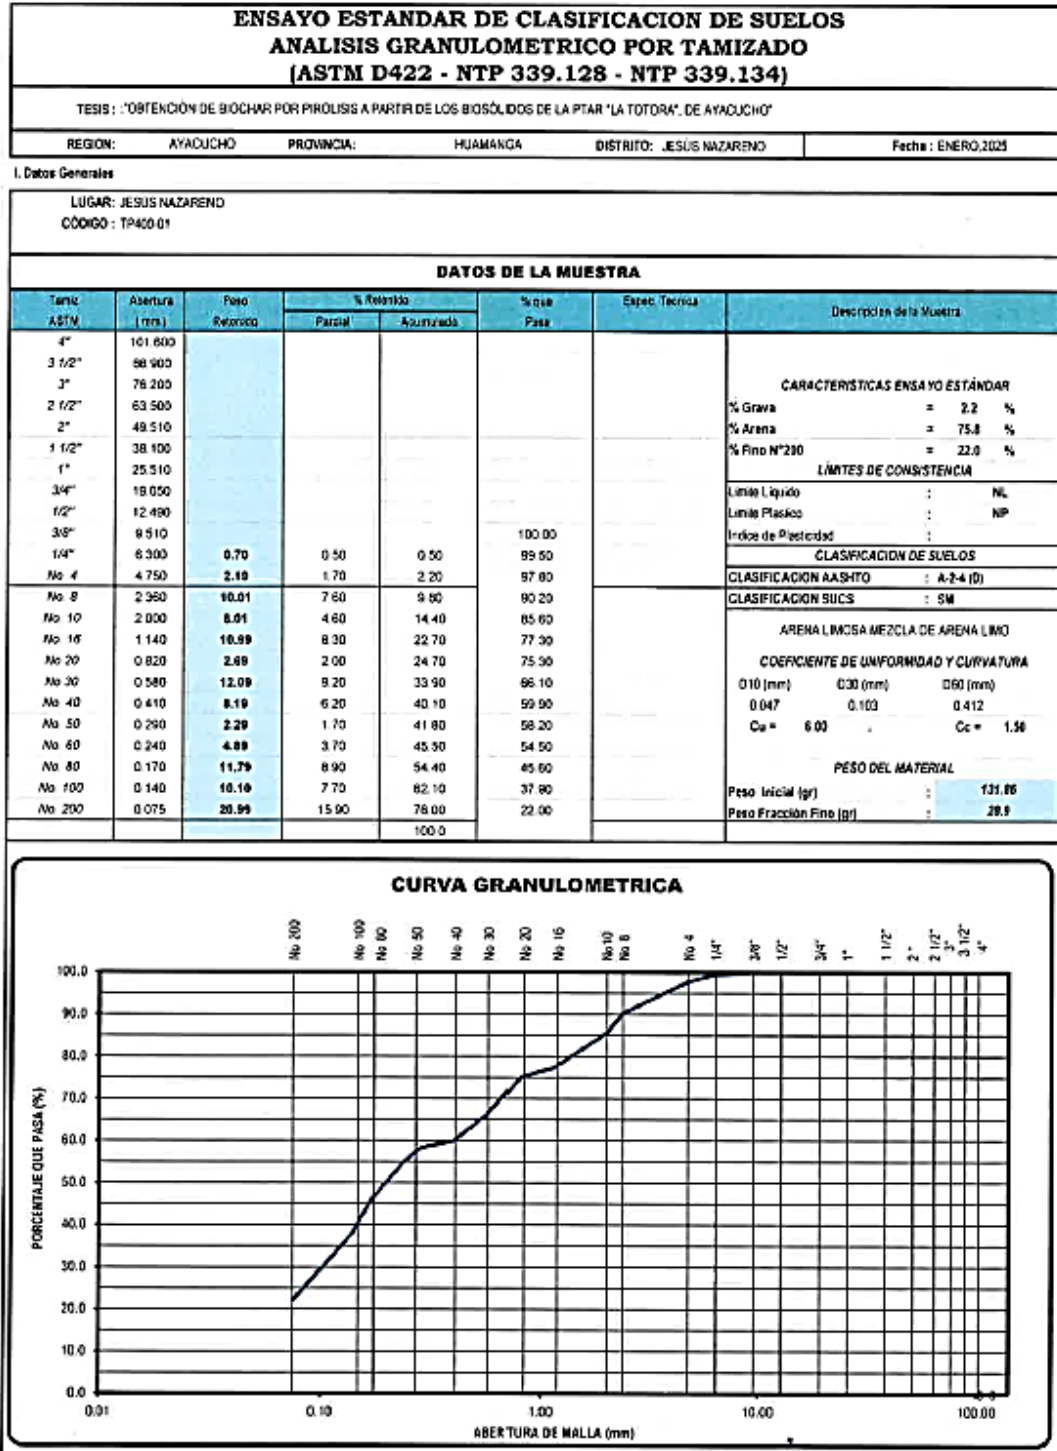 ENSAYO ESTANDAR DE CLASIFICACION DE SUELOS
ANALISIS GRANULOMETRICO POR TAMIZADO
(ASTM D422 - NTP 339.128 - NTP 339.134)
TESIS : :"OBTENCIÓN DE BIOCHAR POR PIROLISIS A PARTIR DE LOS BIOSÓLIDOS DE LA PTAR "LA TOTORA", DE AYACUCHO"
REGION: AYACUCHO PROVINCIA: HUAMANGA DISTRITO: JESÚS NAZARENO Fecha : ENERO,2025
I. Datos Generales
LUGAR: JESUS NAZARENO
CÓDIGO : TP400-01
DATOS DE LA MUESTRA
Tamiz Abertura Peso % Retenido % que Espec. Tecnica Descripcion de la Muestra
ASTM (mm.) Retenido Parcial Acumulado Pasa
4" 101.600
3 1/2" 88.900
3" 76.200 CARACTERISTICAS ENSAYO ESTÁNDAR
2 1/2" 63.500 % Grava = 2.2 %
2" 49.510 % Arena = 75.8 %
1 1/2" 38.100 % Fino N°200 = 22.0 %
1" 25.510 LÍMITES DE CONSISTENCIA
3/4" 19.050 Limite Liquido : NL
1/2" 12.490 Limite Plastico : NP
3/8" 9.510 100.00 Indice de Plasticidad :
1/4" 6.300 0.70 0.50 0.50 99.50 CLASIFICACION DE SUELOS
No 4 4.750 2.19 1.70 2.20 97.80 CLASIFICACION AASHTO : A-2-4 (0)
No 8 2.360 10.01 7.60 9.80 90.20 CLASIFICACION SUCS : SM
No 10 2.000 6.01 4.60 14.40 85.60 ARENA LIMOSA MEZCLA DE ARENA LIMO
No 16 1.140 10.99 8.30 22.70 77.30
No 20 0.820 2.69 2.00 24.70 75.30 COEFICIENTE DE UNIFORMIDAD Y CURVATURA
No 30 0.580 12.09 9.20 33.90 66.10 D10 (mm) D30 (mm) D60 (mm)
No 40 0.410 8.19 6.20 40.10 59.90 0.047 0.103 0.412
No 50 0.290 2.29 1.70 41.80 58.20 Cu = 6.00 Cc = 1.50
No 60 0.240 4.89 3.70 45.50 54.50
No 80 0.170 11.79 8.90 54.40 45.60 PESO DEL MATERIAL
No 100 0.140 10.10 7.70 62.10 37.90 Peso Inicial (gr) : 131.86
No 200 0.075 20.99 15.90 78.00 22.00 Peso Fracción Fino (gr) : 28.9
100.0
CURVA GRANULOMETRICA
No 200 No 100 No 80 No 50 No 40 No 30 No 20 No 16 No10 No 8 No 4 1/4" 3/8" 1/2" 3/4" 1" 1 1/2" 2" 2 1/2" 3" 3 1/2" 4"
100.0
90.0
80.0
70.0
60.0
50.0
40.0
30.0
20.0
10.0
0.0
PORCENTAJE QUE PASA (%)
0.01 0.10 1.00 10.00 100.00
ABERTURA DE MALLA (mm)